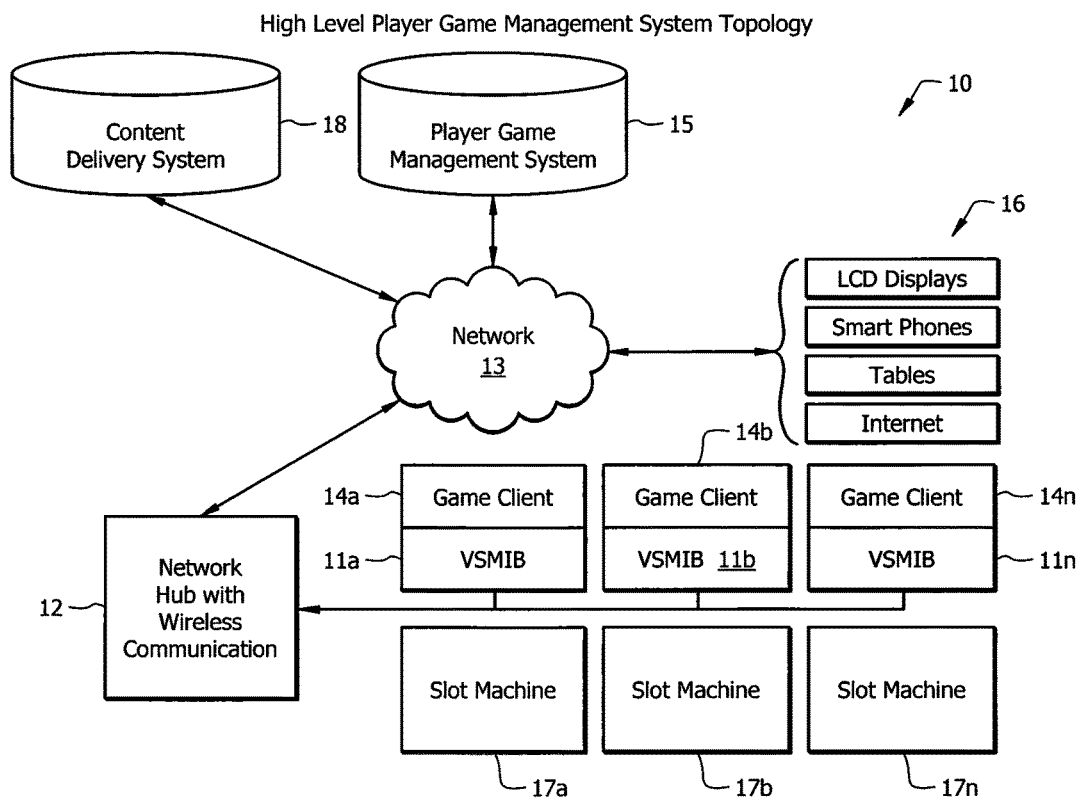 High Level Player Game Management System Topology
Content
Delivery System
18
Player Game
Management System
15
10
16
LCD Displays
Smart Phones
Tables
Internet
Network
13
14b
14a
Game Client
Game Client
Game Client
14n
11a
VSMIB
VSMIB 11b
VSMIB
11n
12
Network
Hub with
Wireless
Communication
Slot Machine
Slot Machine
Slot Machine
17a
17b
17n